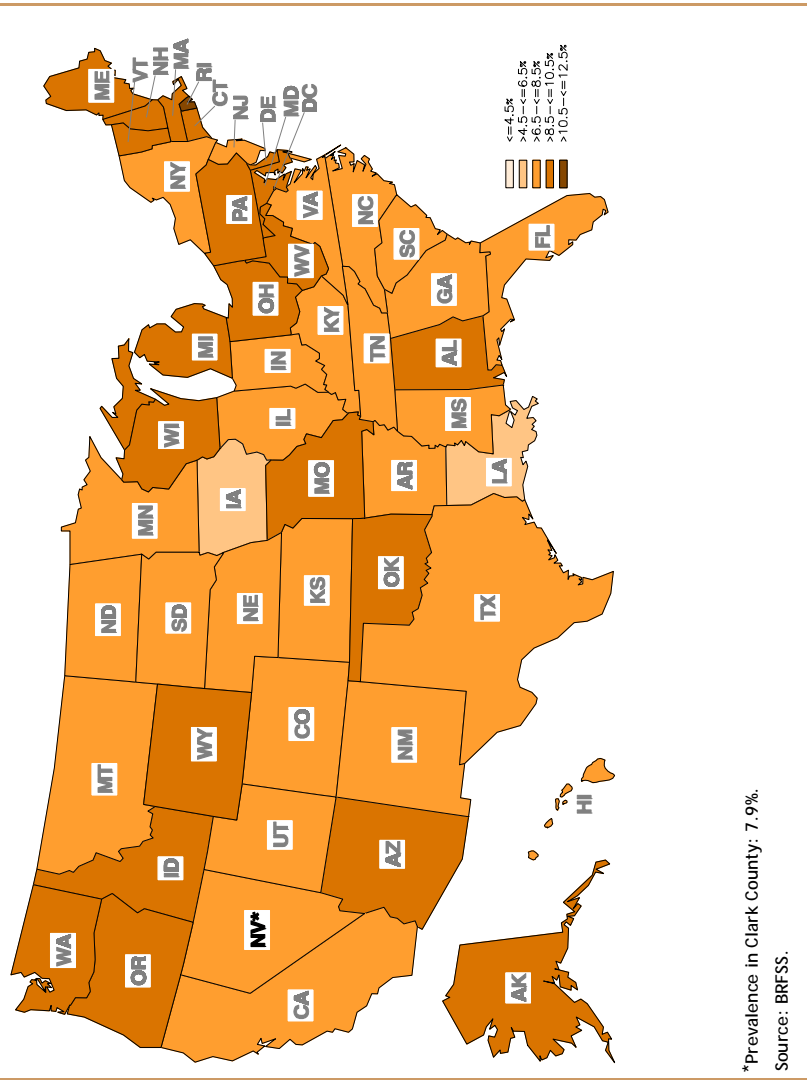 WA
OR
CA
NV*
ID
MT
WY
UT
AZ
CO
NM
ND
SD
NE
KS
OK
TX
MN
IA
MO
AR
LA
WI
IL
MS
MI
IN
KY
TN
AL
OH
WV
GA
FL
SC
NC
VA
PA
NY
ME
VT
NH
MA
RI
CT
NJ
DE
MD
DC
AK
HI
<=4.5%
>4.5-<=6.5%
>6.5-<=8.5%
>8.5-<=10.5%
>10.5-<=12.5%
*Prevalence in Clark County: 7.9%.
Source: BRFSS.